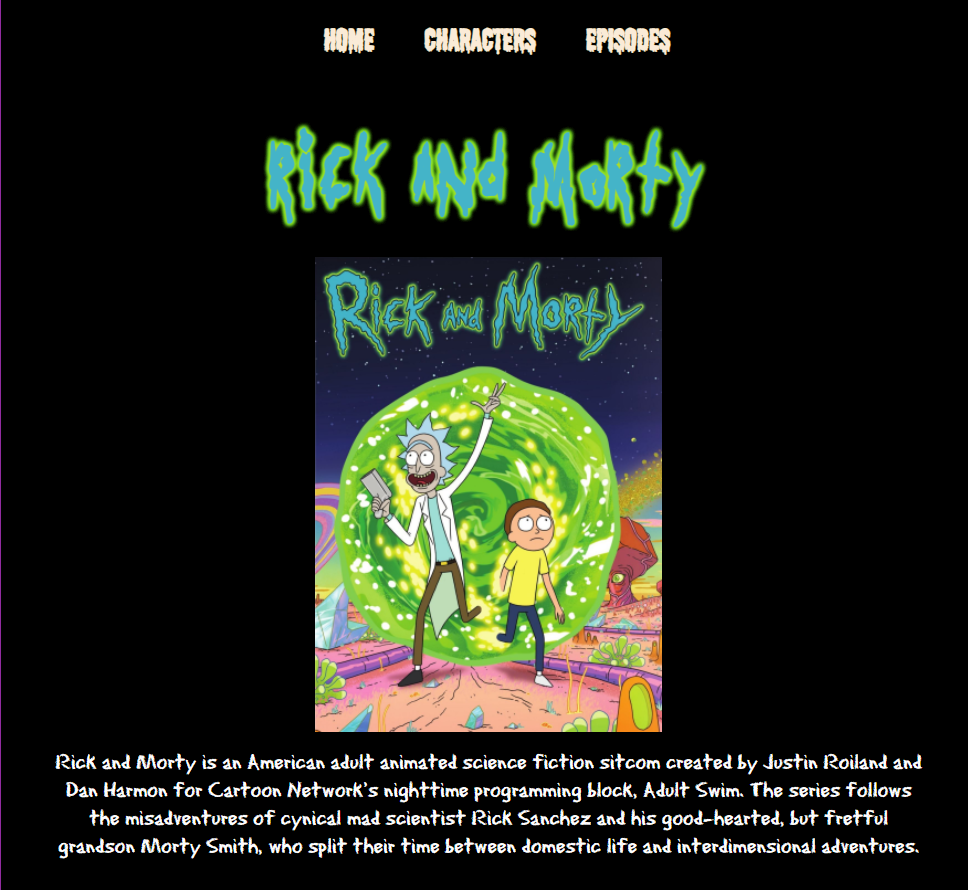 HOME CHARACTERS EPISODES
Rick and Morty
Rick and Morty
Rick and Morty is an American adult animated science fiction sitcom created by Justin Roiland and
Dan Harmon for Cartoon Network's nighttime programming block, Adult Swim. The series follows
the misadventures of cynical mad scientist Rick Sanchez and his good-hearted, but fretful
grandson Morty Smith, who split their time between domestic life and interdimensional adventures.